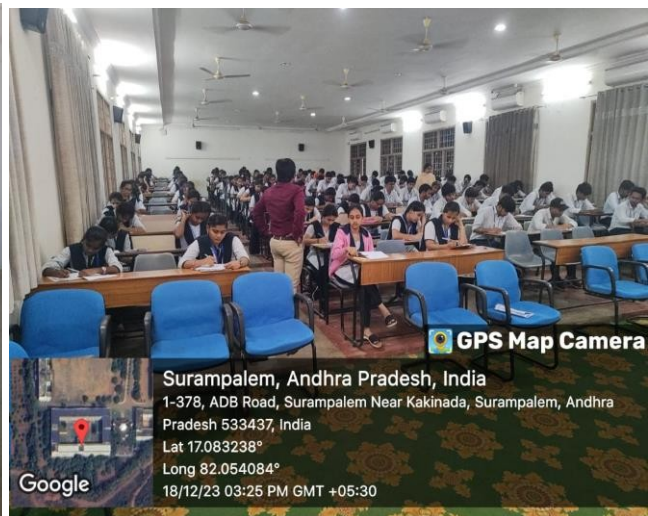 GPS Map Camera
Surampalem, Andhra Pradesh, India
1-378, ADB Road, Surampalem Near Kakinada, Surampalem, Andhra
Pradesh 533437, India
Lat 17.083238°
Long 82.054084°
18/12/23 03:25 PM GMT +05:30
Google